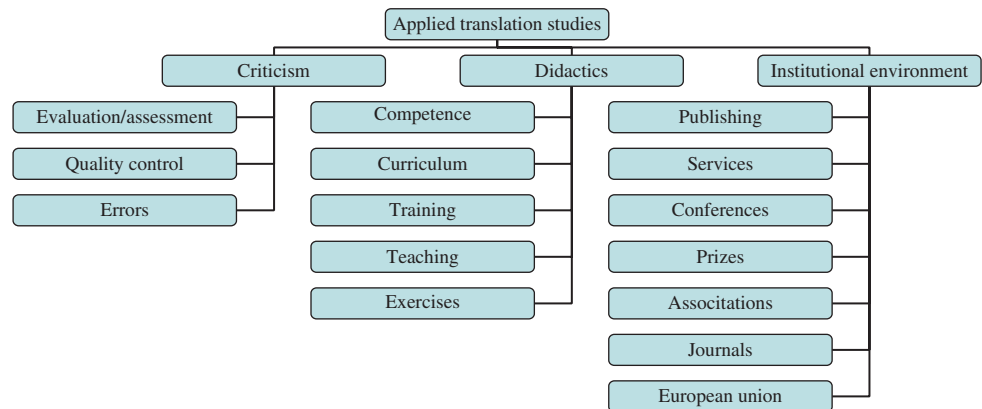 Applied translation studies
Criticism
Didactics
Institutional environment
Evaluation/assessment
Quality control
Errors
Competence
Curriculum
Training
Teaching
Exercises
Publishing
Services
Conferences
Prizes
Associtations
Journals
European union